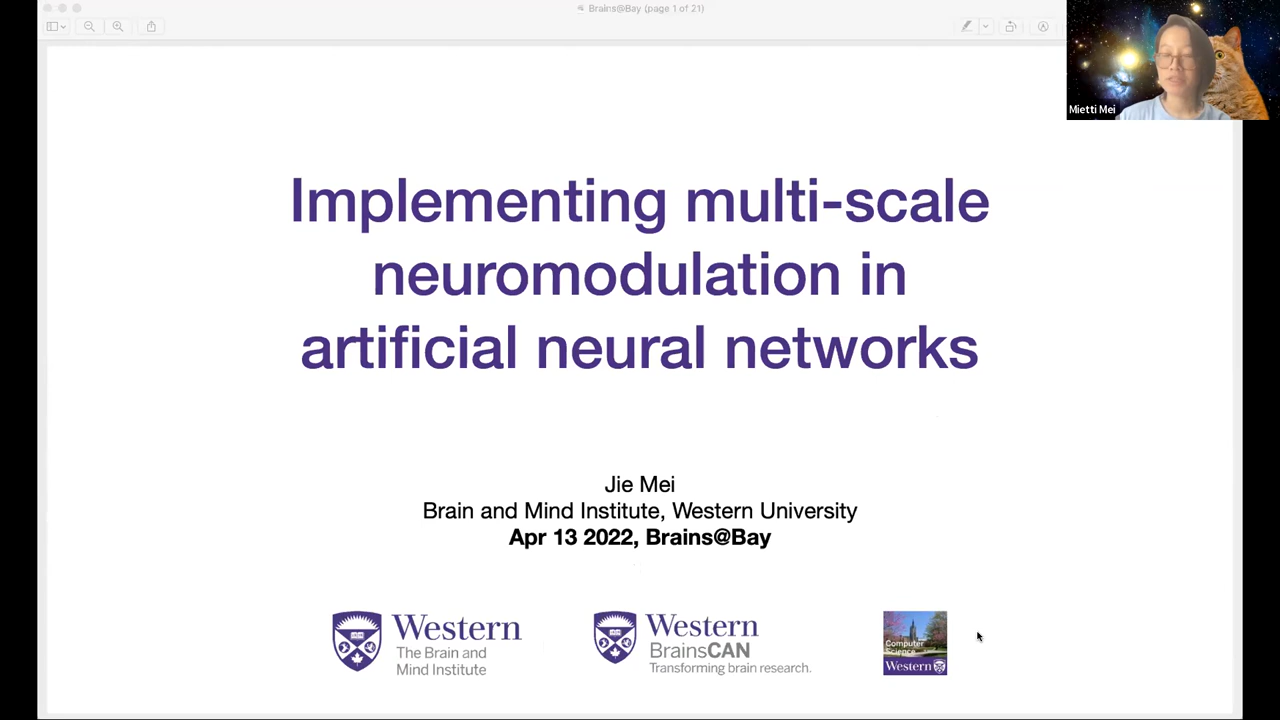 Brains@Bay (page 1 of 21)
Mietti Mei
Implementing multi-scale
neuromodulation in
artificial neural networks
Jie Mei
Brain and Mind Institute, Western University
Apr 13 2022, Brains@Bay
Western
The Brain and
Mind Institute
Western
BrainsCAN
Transforming brain research.
Computer
Science
Western